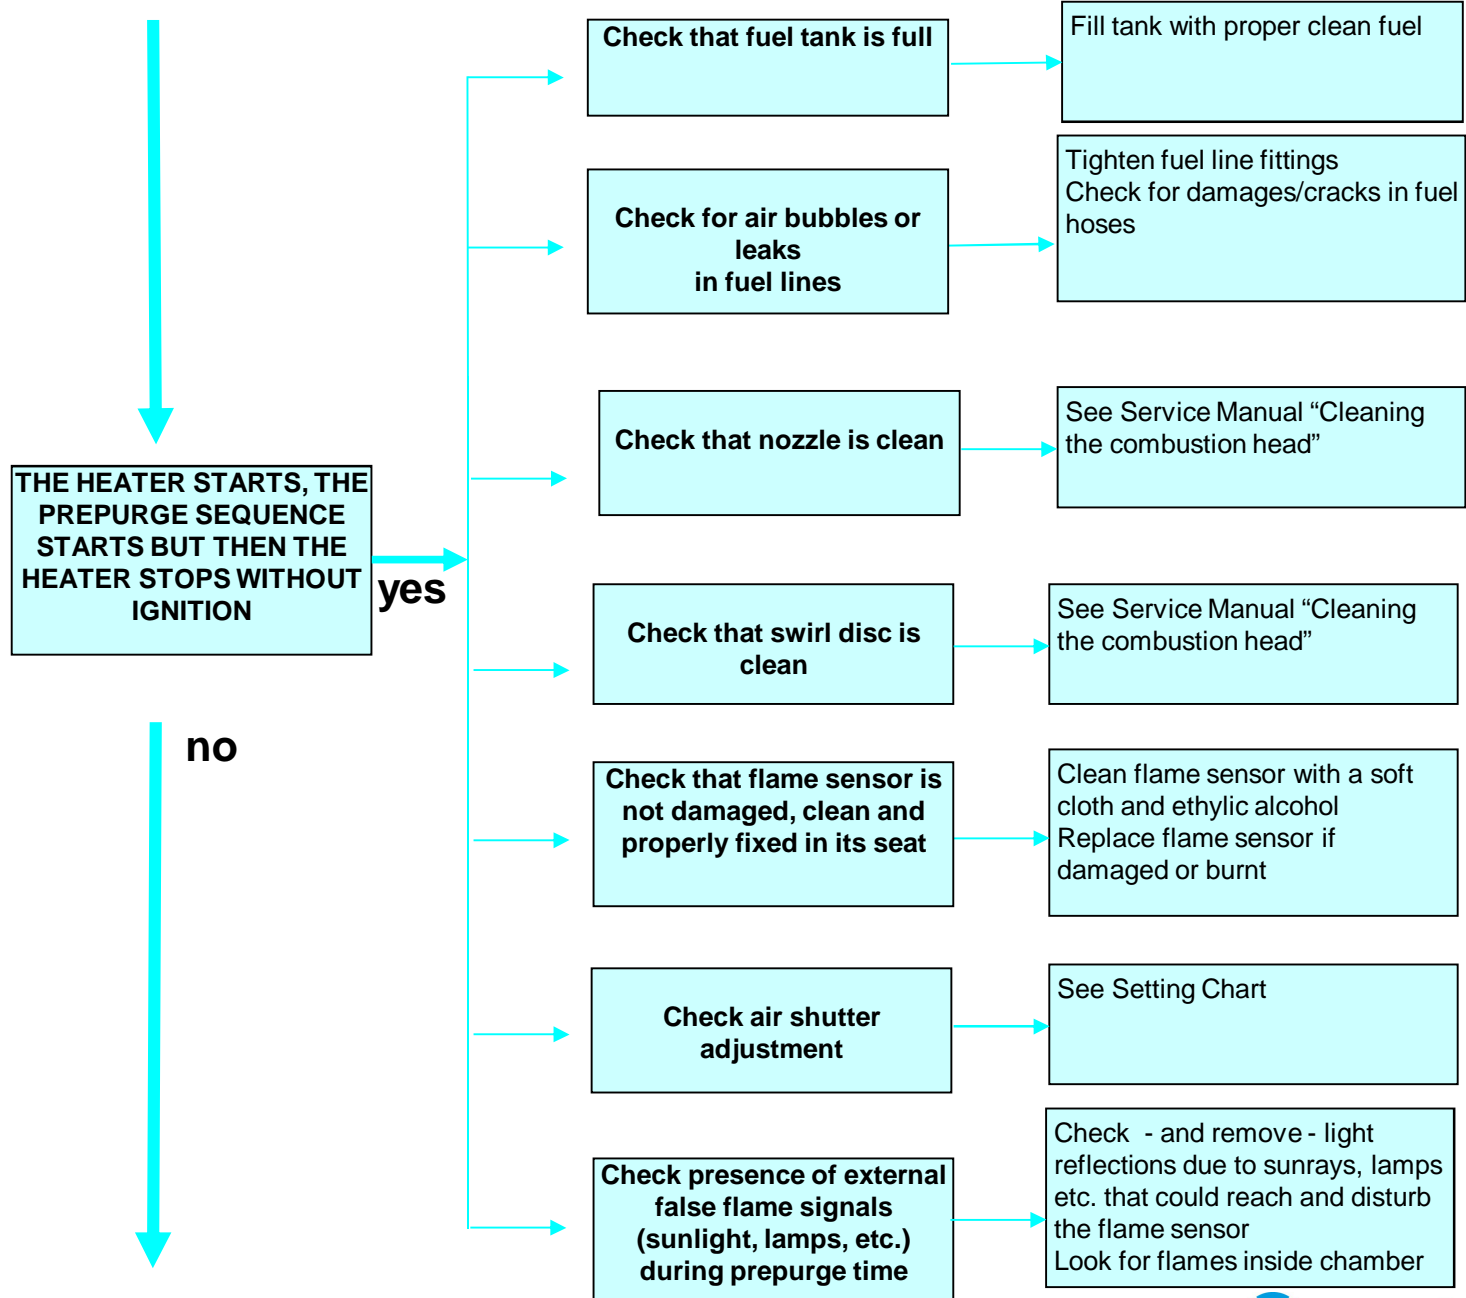 Check that fuel tank is full
Fill tank with proper clean fuel
Check for air bubbles or
leaks
in fuel lines
Tighten fuel line fittings
Check for damages/cracks in fuel
hoses
Check that nozzle is clean
See Service Manual “Cleaning
the combustion head”
THE HEATER STARTS, THE
PREPURGE SEQUENCE
STARTS BUT THEN THE
HEATER STOPS WITHOUT
IGNITION
yes
Check that swirl disc is
clean
See Service Manual “Cleaning
the combustion head”
no
Check that flame sensor is
not damaged, clean and
properly fixed in its seat
Clean flame sensor with a soft
cloth and ethylic alcohol
Replace flame sensor if
damaged or burnt
Check air shutter
adjustment
See Setting Chart
Check presence of external
false flame signals
(sunlight, lamps, etc.)
during prepurge time
Check - and remove - light
reflections due to sunrays, lamps
etc. that could reach and disturb
the flame sensor
Look for flames inside chamber